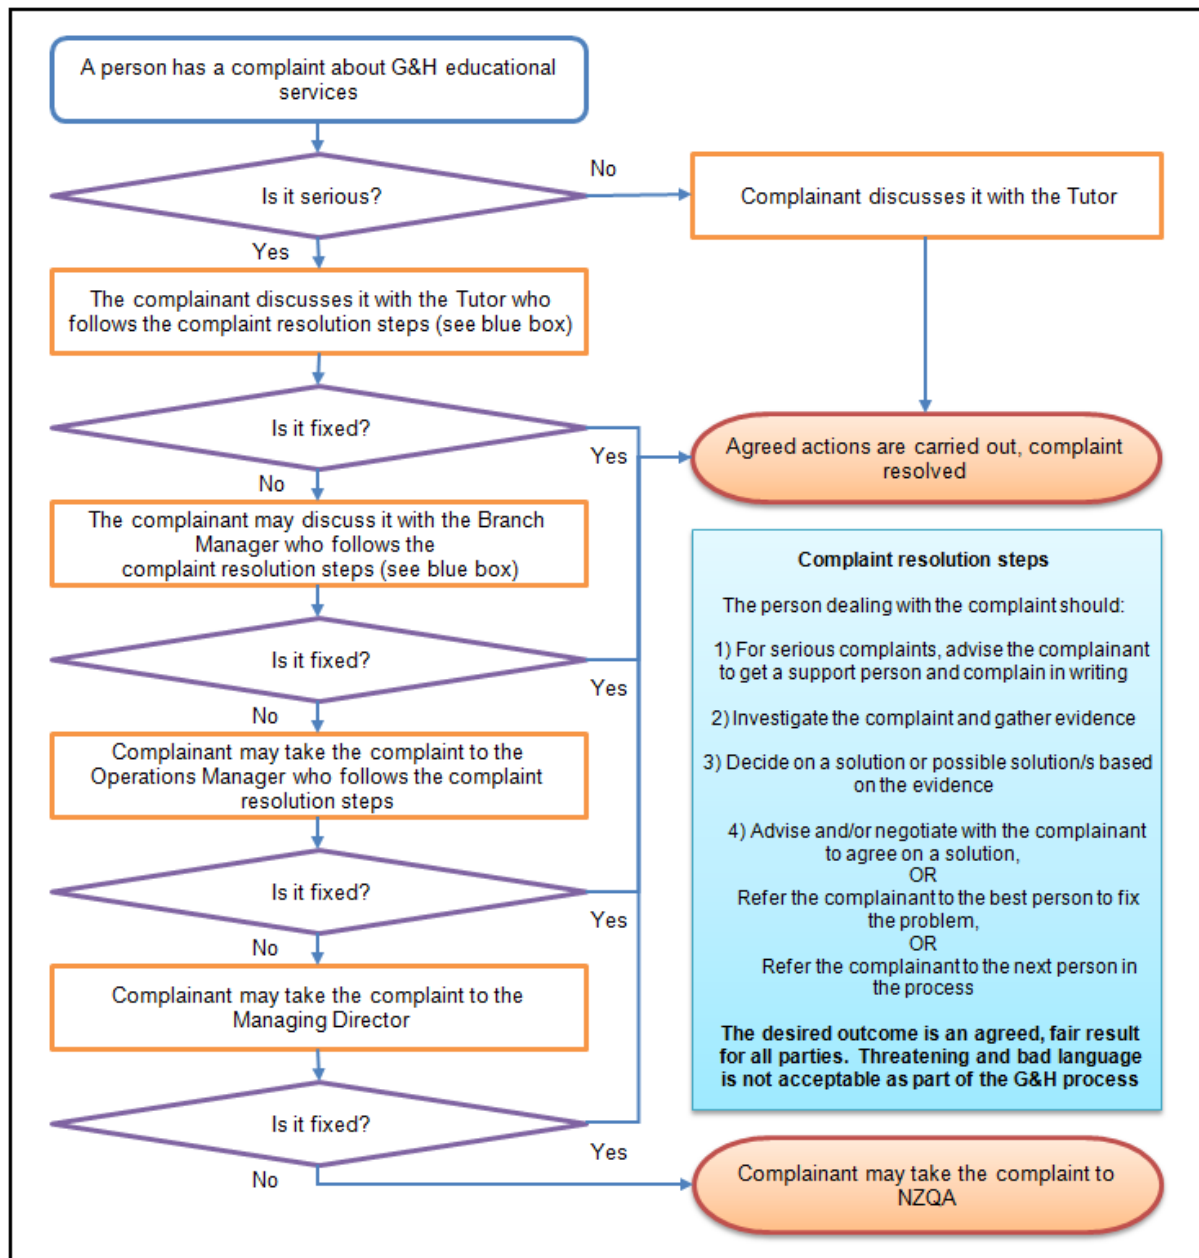 A person has a complaint about G&H educational
services
Is it serious?
No
Complainant discusses it with the Tutor
Yes
The complainant discusses it with the Tutor who
follows the complaint resolution steps (see blue box)
Is it fixed?
Yes
Agreed actions are carried out, complaint
resolved
No
The complainant may discuss it with the Branch
Manager who follows the
complaint resolution steps (see blue box)
Is it fixed?
Yes
No
Complainant may take the complaint to the
Operations Manager who follows the complaint
resolution steps
Is it fixed?
Yes
No
Complainant may take the complaint to the
Managing Director
Is it fixed?
Yes
No
Complaint resolution steps
The person dealing with the complaint should:
1) For serious complaints, advise the complainant
to get a support person and complain in writing
2) Investigate the complaint and gather evidence
3) Decide on a solution or possible solution/s based
on the evidence
4) Advise and/or negotiate with the complainant
to agree on a solution,
OR
Refer the complainant to the best person to fix
the problem,
OR
Refer the complainant to the next person in
the process
The desired outcome is an agreed, fair result
for all parties. Threatening and bad language
is not acceptable as part of the G&H process
Complainant may take the complaint to
NZQA